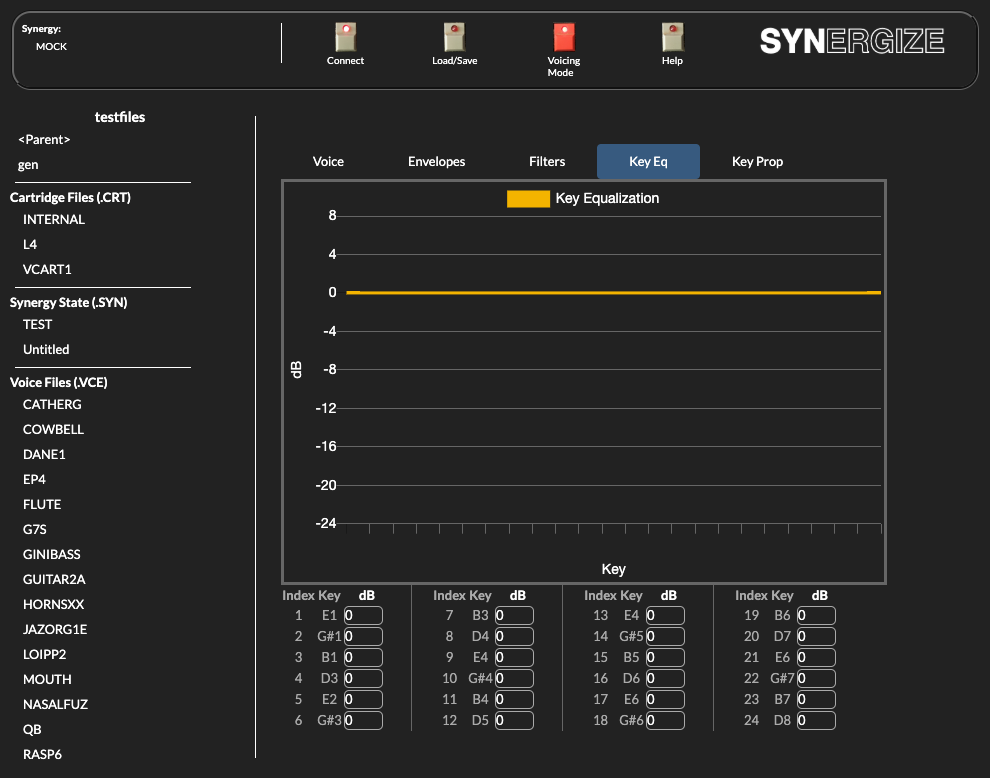 Synergy:
MOCK
Connect
Load/Save
Voicing
Mode
Help
SYNERGIZE
testfiles
<Parent>
gen
Cartridge Files (.CRT)
INTERNAL
L4
VCART1
Synergy State (.SYN)
TEST
Untitled
Voice Files (.VCE)
CATHERG
COWBELL
DANE1
EP4
FLUTE
G7S
GINIBASS
GUITAR2A
HORNSXX
JAZORG1E
LOIPP2
MOUTH
NASALFUZ
QB
RASP6
Voice Envelopes Filters Key Eq Key Prop
Key Equalization
8
4
0
-4
-8
-12
-16
-20
-24
dB
Key
Index Key dB Index Key dB Index Key dB Index Key dB
1 E1 0 7 B3 0 13 E4 0 19 B6 0
2 G#1 0 8 D4 0 14 G#5 0 20 D7 0
3 B1 0 9 E4 0 15 B5 0 21 E6 0
4 D3 0 10 G#4 0 16 D6 0 22 G#7 0
5 E2 0 11 B4 0 17 E6 0 23 B7 0
6 G#3 0 12 D5 0 18 G#6 0 24 D8 0